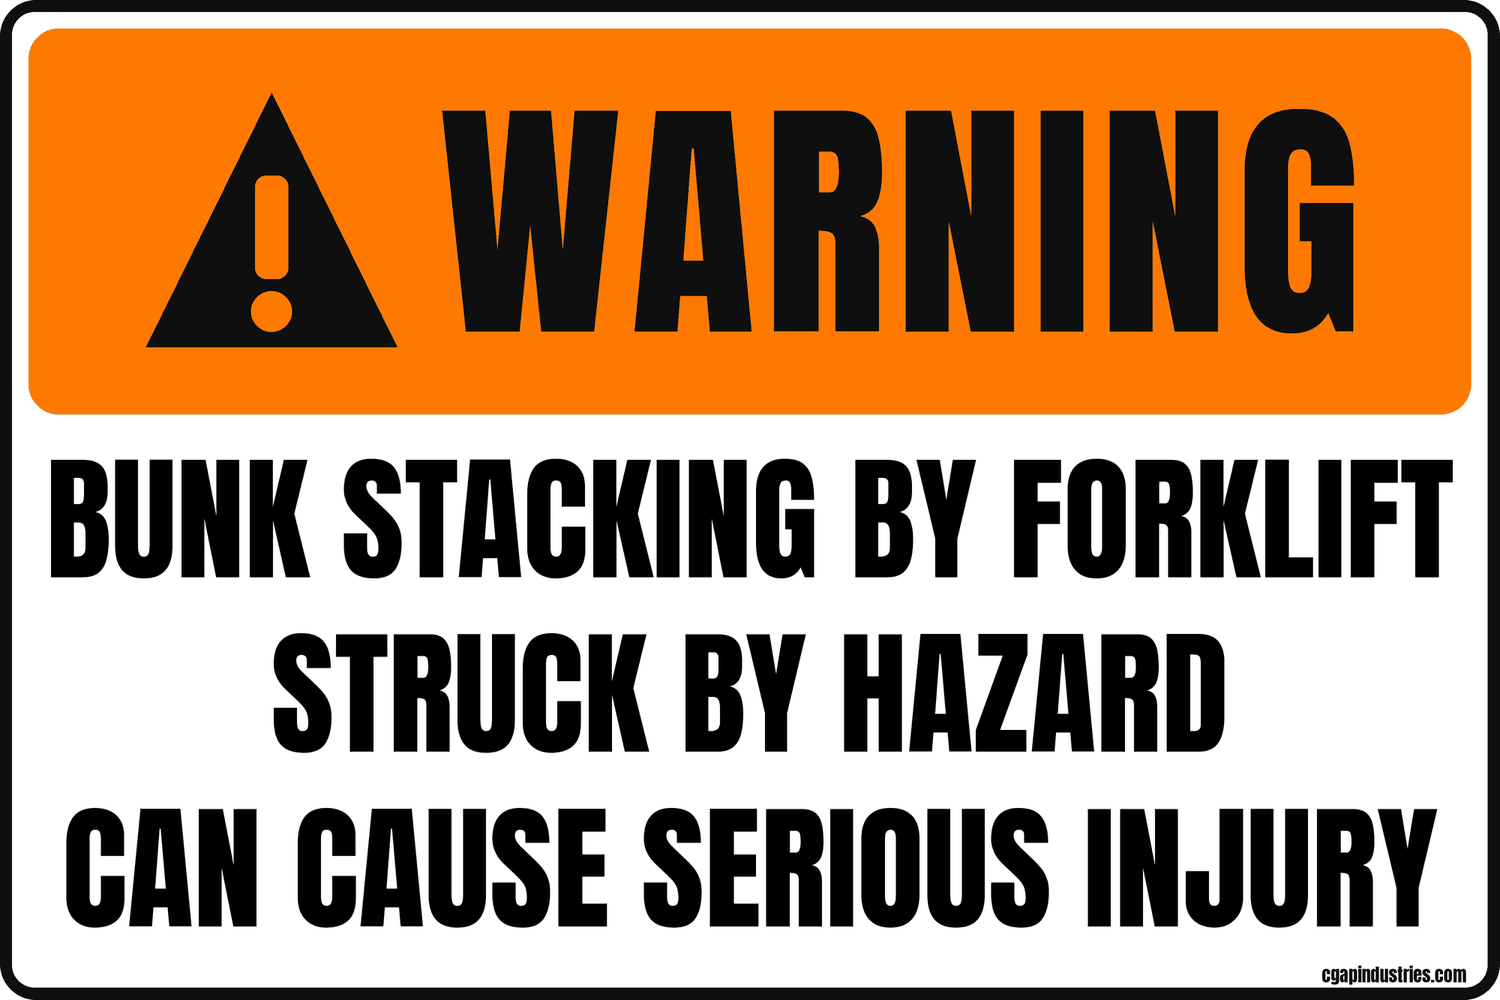 WARNING
BUNK STACKING BY FORKLIFT
STRUCK BY HAZARD
CAN CAUSE SERIOUS INJURY
cgapindustries.com